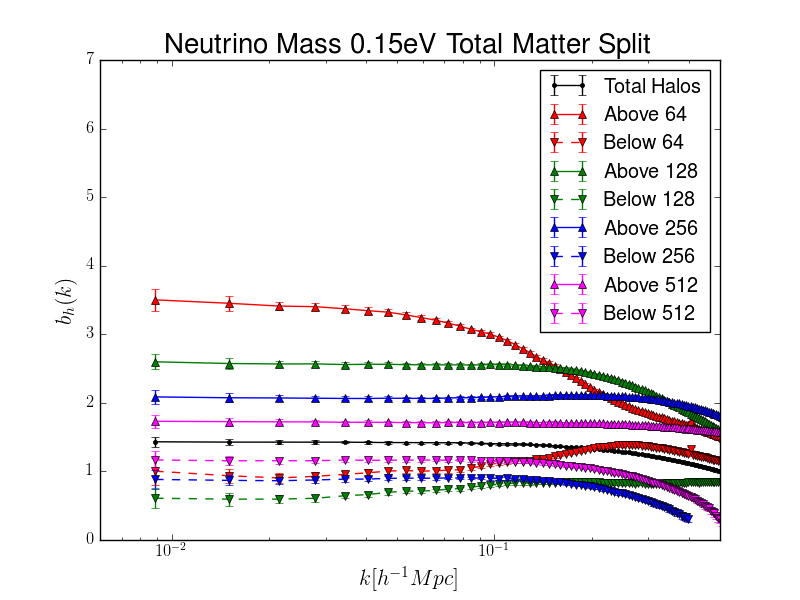 Neutrino Mass 0.15eV Total Matter Split
7
6
5
4
3
2
1
0
b_h(k)
10^{-2}
10^{-1}
k[h^{-1}Mpc]
Total Halos
Above 64
Below 64
Above 128
Below 128
Above 256
Below 256
Above 512
Below 512